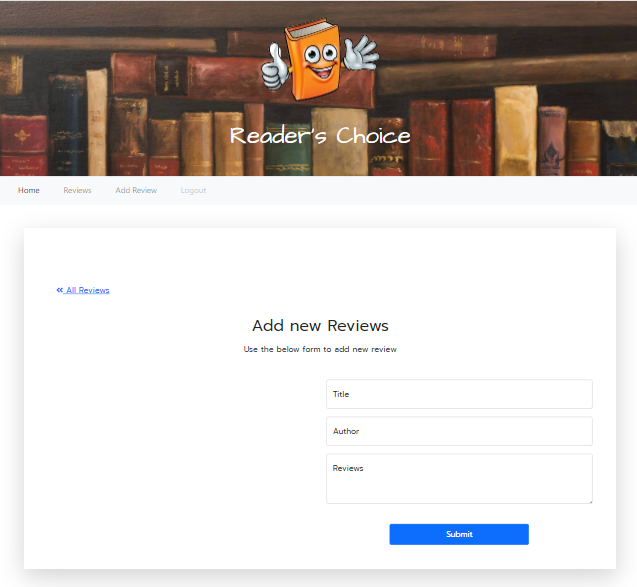 Reader's Choice
Home Reviews Add Review Logout
« All Reviews
Add new Reviews
Use the below form to add new review
Title
Author
Reviews
Submit